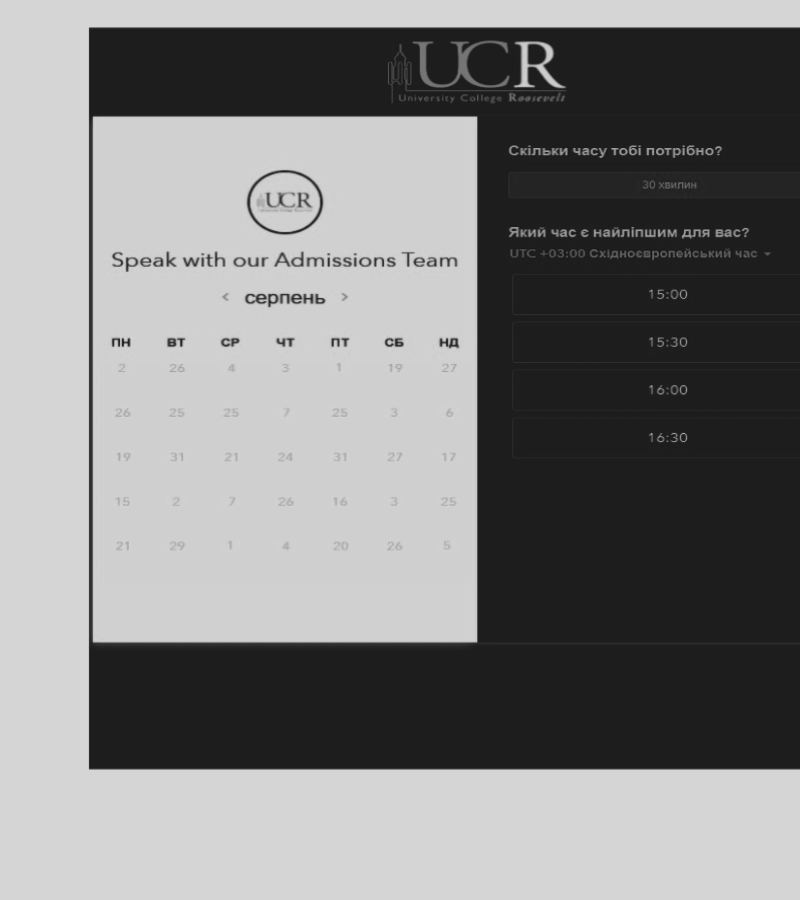 UCR
University College Roosevelt
UCR
Speak with our Admissions Team
< серпень >
ПН ВТ СР ЧТ ПТ СБ НД
2 26 4 3 1 19 27
26 25 25 7 25 3 6
19 31 21 24 31 27 17
15 2 7 26 16 3 25
21 29 1 4 20 26 5
Скільки часу тобі потрібно?
30 хвилин
Який час є найліпшим для вас?
UTC +03:00 Східноєвропейський час
15:00
15:30
16:00
16:30